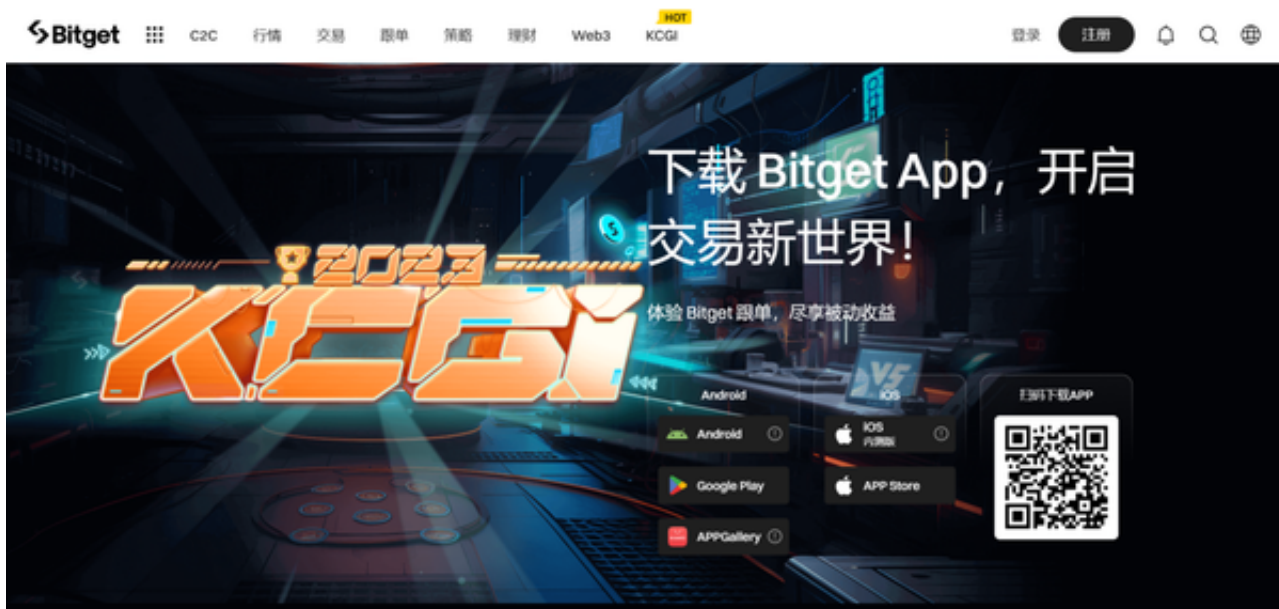 Bitget
C2C
行情
交易
跟单
策略
理财
Web3
HOT
KCGI
登录
注册
下载 Bitget App，开启
交易新世界！
体验 Bitget 跟单，尽享被动收益
2023
KCGI
VS
Android
iOS
扫码下载APP
Android
iOS
内测版
Google Play
APP Store
APPGallery